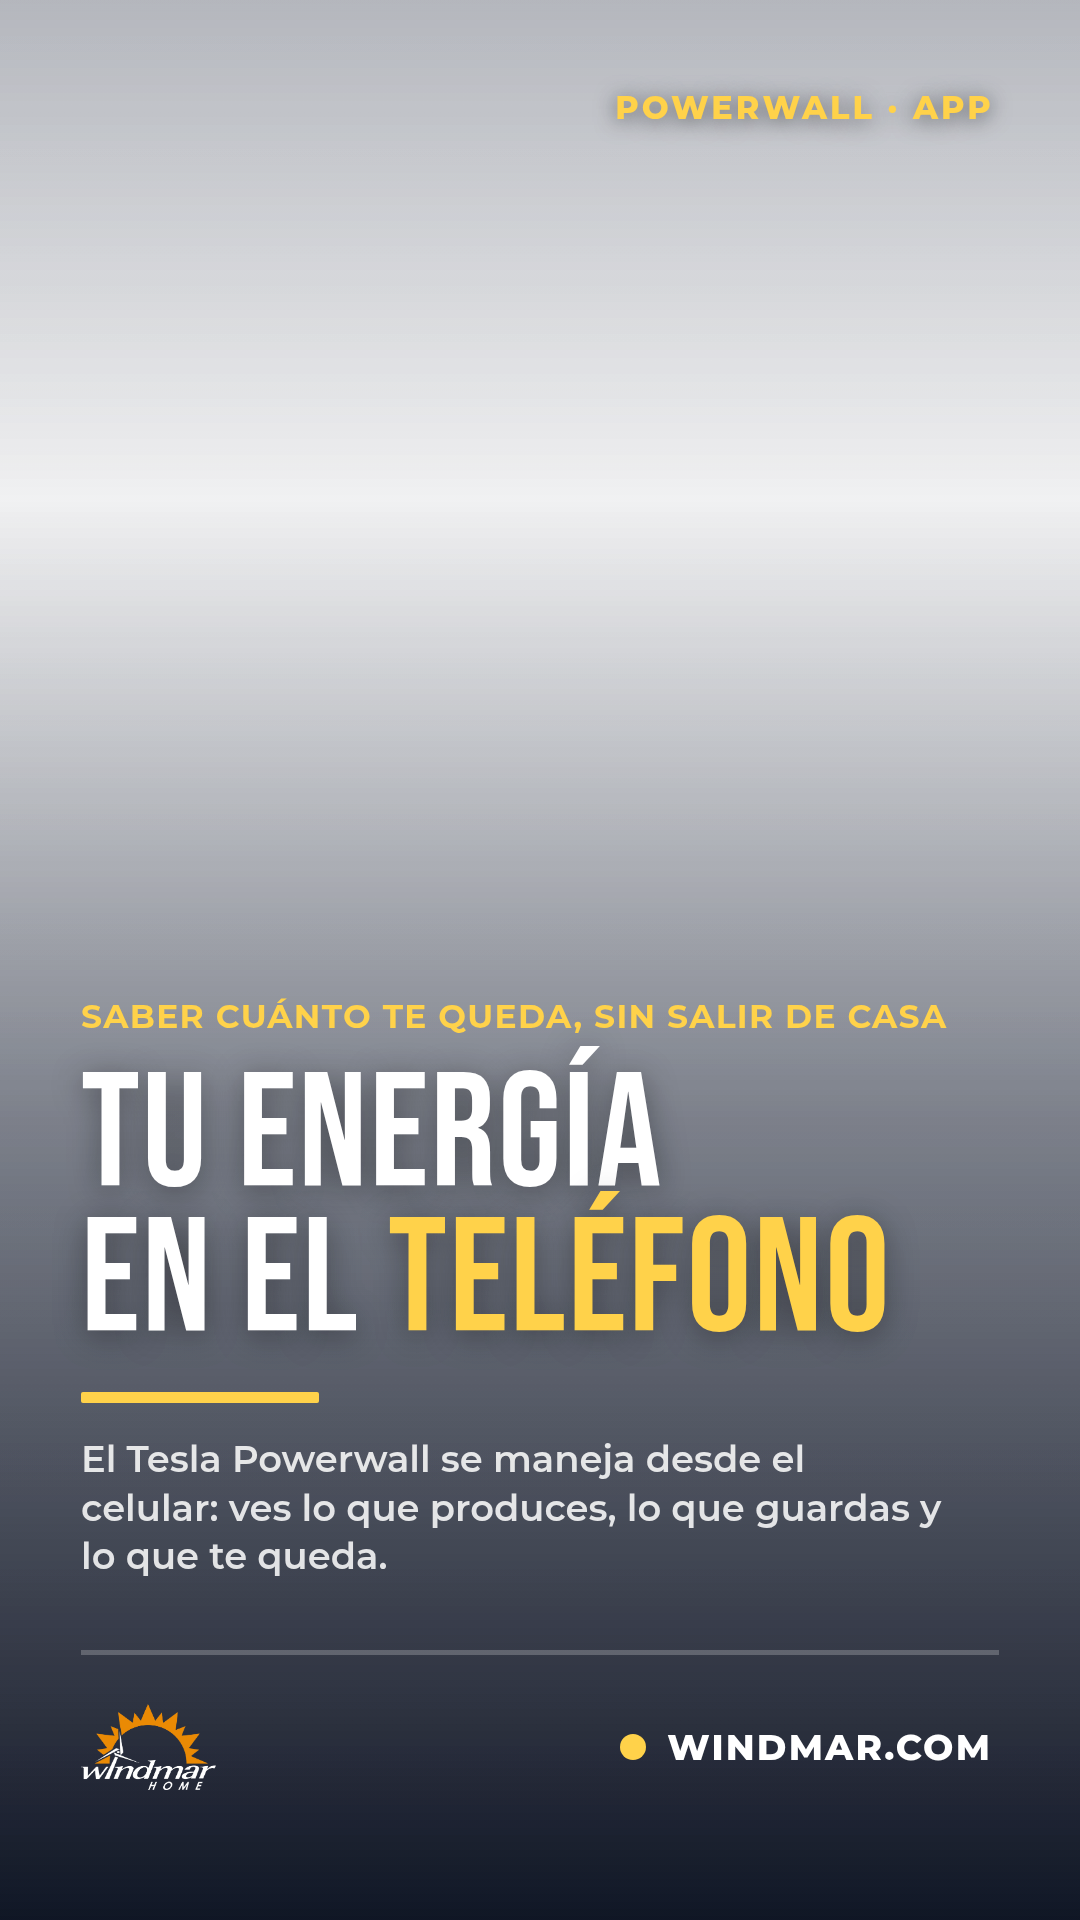 POWERWALL · APP
SABER CUÁNTO TE QUEDA, SIN SALIR DE CASA
TU ENERGÍA
EN EL TELÉFONO
El Tesla Powerwall se maneja desde el
celular: ves lo que produces, lo que guardas y
lo que te queda.
windmar
HOME
WINDMAR.COM